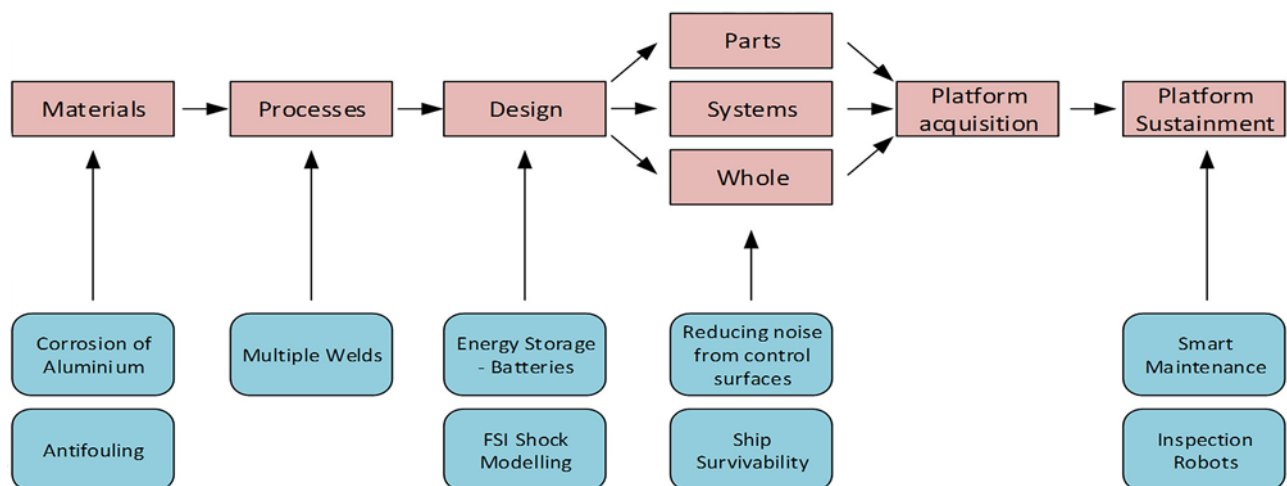 Parts
Materials
Processes
Design
Systems
Platform
acquisition
Platform
Sustainment
Whole
Corrosion of
Aluminium
Multiple Welds
Energy Storage
- Batteries
Reducing noise
from control
surfaces
Smart
Maintenance
Antifouling
FSI Shock
Modelling
Ship
Survivability
Inspection
Robots